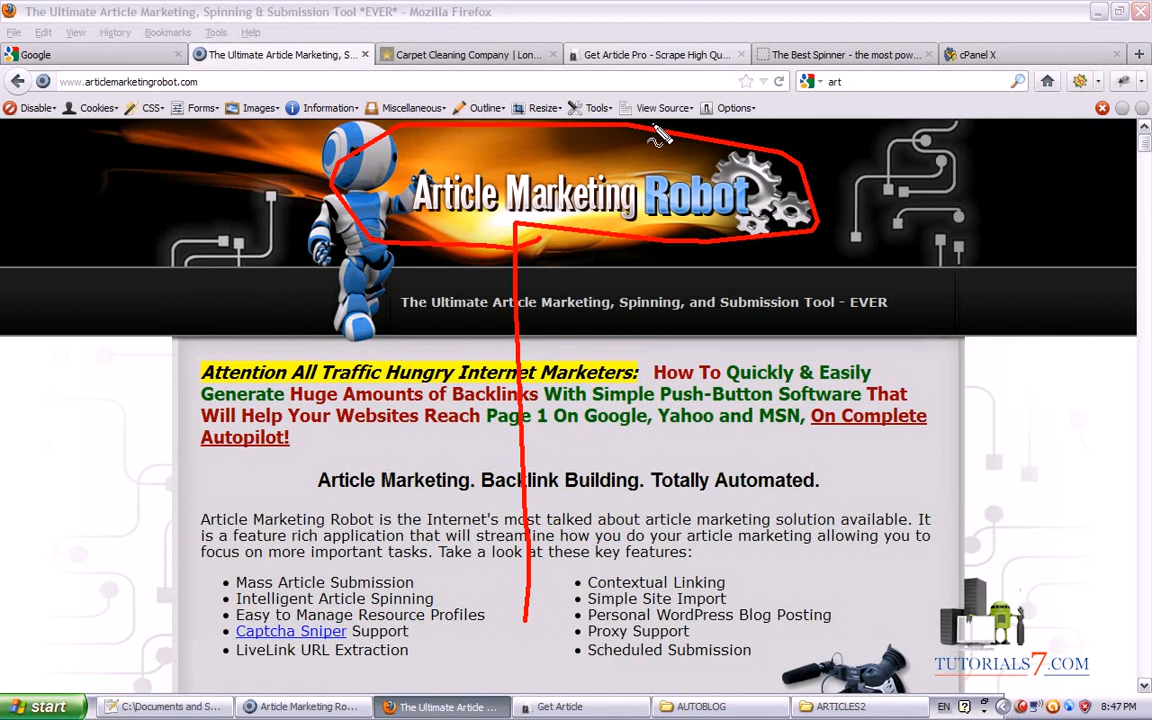 The Ultimate Article Marketing, Spinning & Submission Tool *EVER* - Mozilla Firefox
File Edit View History Bookmarks Tools Help
Google The Ultimate Article Marketing, S... Carpet Cleaning Company | Lon... Get Article Pro - Scrape High Qu... The Best Spinner - the most pow... cPanel X
www.articlemarketingrobot.com art
Disable Cookies CSS Forms Images Information Miscellaneous Outline Resize Tools View Source Options
Article Marketing Robot
The Ultimate Article Marketing, Spinning, and Submission Tool - EVER
Attention All Traffic Hungry Internet Marketers: How To Quickly & Easily
Generate Huge Amounts of Backlinks With Simple Push-Button Software That
Will Help Your Websites Reach Page 1 On Google, Yahoo and MSN, On Complete
Autopilot!
Article Marketing. Backlink Building. Totally Automated.
Article Marketing Robot is the Internet's most talked about article marketing solution available. It
is a feature rich application that will streamline how you do your article marketing allowing you to
focus on more important tasks. Take a look at these key features:
Mass Article Submission
Intelligent Article Spinning
Easy to Manage Resource Profiles
Captcha Sniper Support
LiveLink URL Extraction
Contextual Linking
Simple Site Import
Personal WordPress Blog Posting
Proxy Support
Scheduled Submission
TUTORIALS7.COM
start C:\Documents and S... Article Marketing Ro... The Ultimate Article ... Get Article AUTOBLOG ARTICLES2 EN 8:47 PM